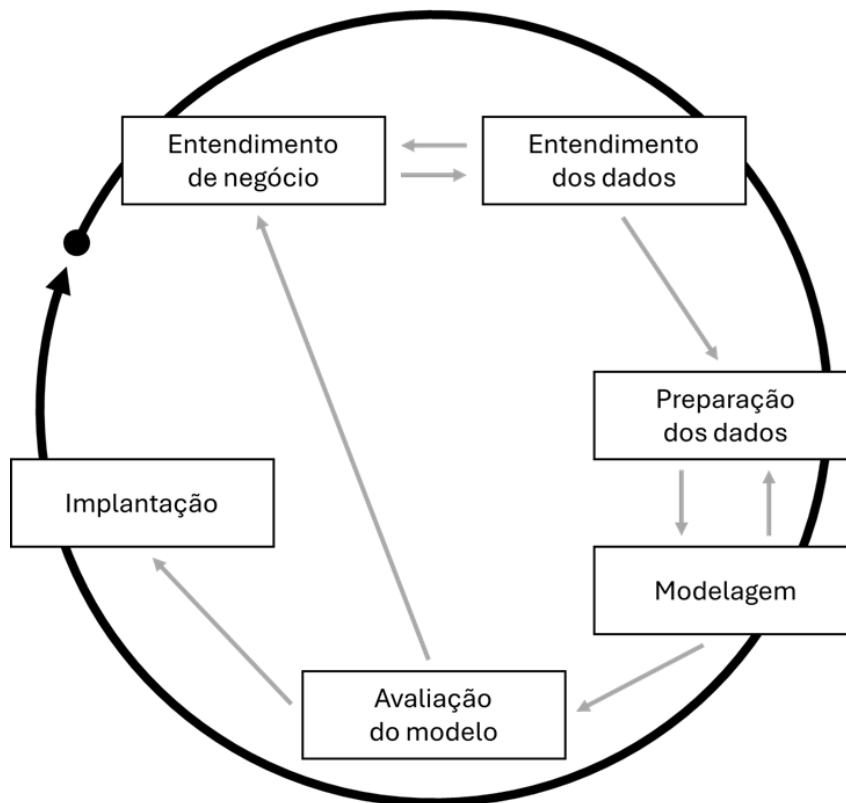 Entendimento
de negócio
Entendimento
dos dados
Preparação
dos dados
Modelagem
Avaliação
do modelo
Implantação